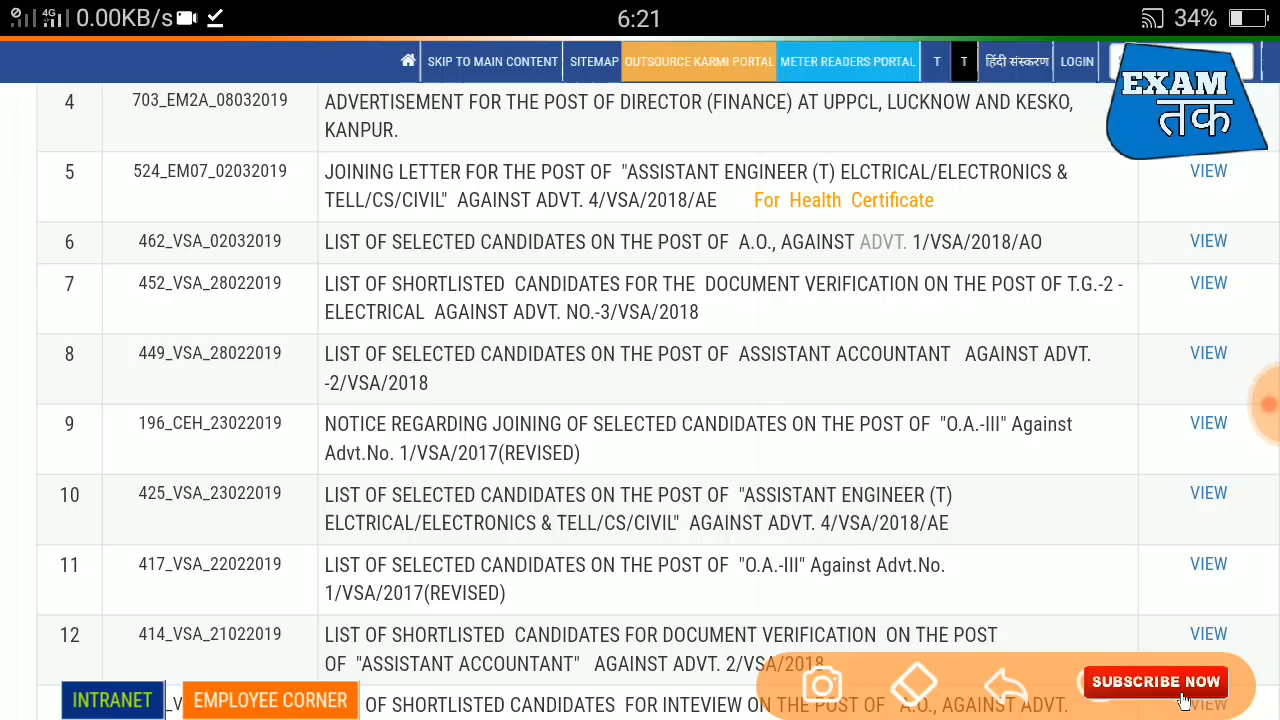 4G 0.00KB/s 6:21 34%
SKIP TO MAIN CONTENT SITEMAP OUTSOURCE KARMI PORTAL METER READERS PORTAL T T हिंदी संस्करण LOGIN
EXAM
तक
4 703_EM2A_08032019 ADVERTISEMENT FOR THE POST OF DIRECTOR (FINANCE) AT UPPCL, LUCKNOW AND KESKO,
KANPUR.
5 524_EM07_02032019 JOINING LETTER FOR THE POST OF "ASSISTANT ENGINEER (T) ELCTRICAL/ELECTRONICS & VIEW
TELL/CS/CIVIL" AGAINST ADVT. 4/VSA/2018/AE For Health Certificate
6 462_VSA_02032019 LIST OF SELECTED CANDIDATES ON THE POST OF A.O., AGAINST ADVT. 1/VSA/2018/AO VIEW
7 452_VSA_28022019 LIST OF SHORTLISTED CANDIDATES FOR THE DOCUMENT VERIFICATION ON THE POST OF T.G.-2 - VIEW
ELECTRICAL AGAINST ADVT. NO.-3/VSA/2018
8 449_VSA_28022019 LIST OF SELECTED CANDIDATES ON THE POST OF ASSISTANT ACCOUNTANT AGAINST ADVT. VIEW
-2/VSA/2018
9 196_CEH_23022019 NOTICE REGARDING JOINING OF SELECTED CANDIDATES ON THE POST OF "O.A.-III" Against VIEW
Advt.No. 1/VSA/2017(REVISED)
10 425_VSA_23022019 LIST OF SELECTED CANDIDATES ON THE POST OF "ASSISTANT ENGINEER (T) VIEW
ELCTRICAL/ELECTRONICS & TELL/CS/CIVIL" AGAINST ADVT. 4/VSA/2018/AE
11 417_VSA_22022019 LIST OF SELECTED CANDIDATES ON THE POST OF "O.A.-III" Against Advt.No. VIEW
1/VSA/2017(REVISED)
12 414_VSA_21022019 LIST OF SHORTLISTED CANDIDATES FOR DOCUMENT VERIFICATION ON THE POST VIEW
OF "ASSISTANT ACCOUNTANT" AGAINST ADVT. 2/VSA/2018
SUBSCRIBE NOW
INTRANET EMPLOYEE CORNER OF SHORTLISTED CANDIDATES FOR INTEVIEW ON THE POST OF A.O., AGAINST ADVT. VIEW